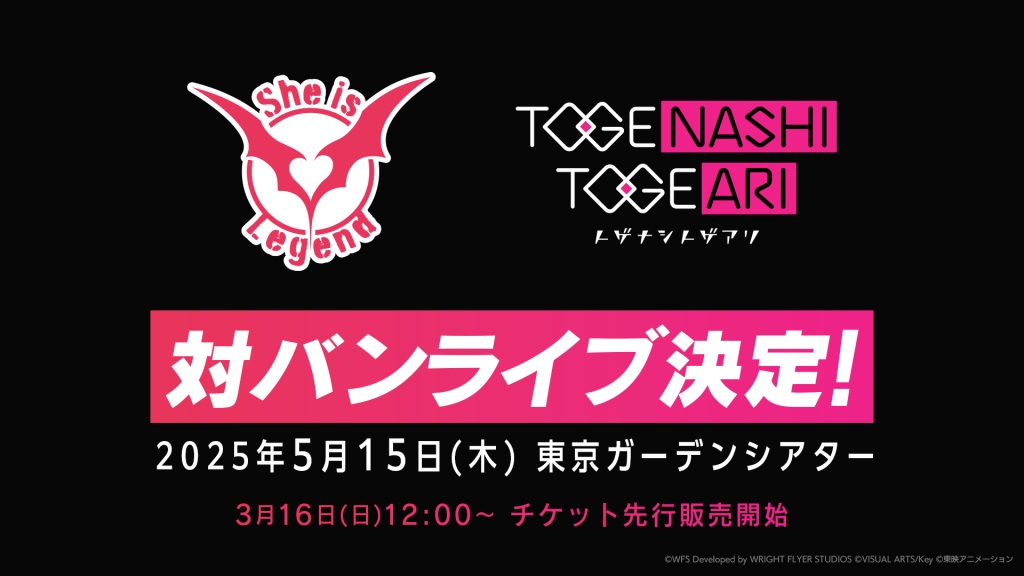 She is
Legend
TOGENASHI
TOGEARI
トゲナシトゲアリ
対バンライブ決定!
2025年5月15日(木) 東京ガーデンシアター
3月16日(日)12:00~ チケット先行販売開始
©WFS Developed by WRIGHT FLYER STUDIOS ©VISUAL ARTS/Key ©東映アニメーション